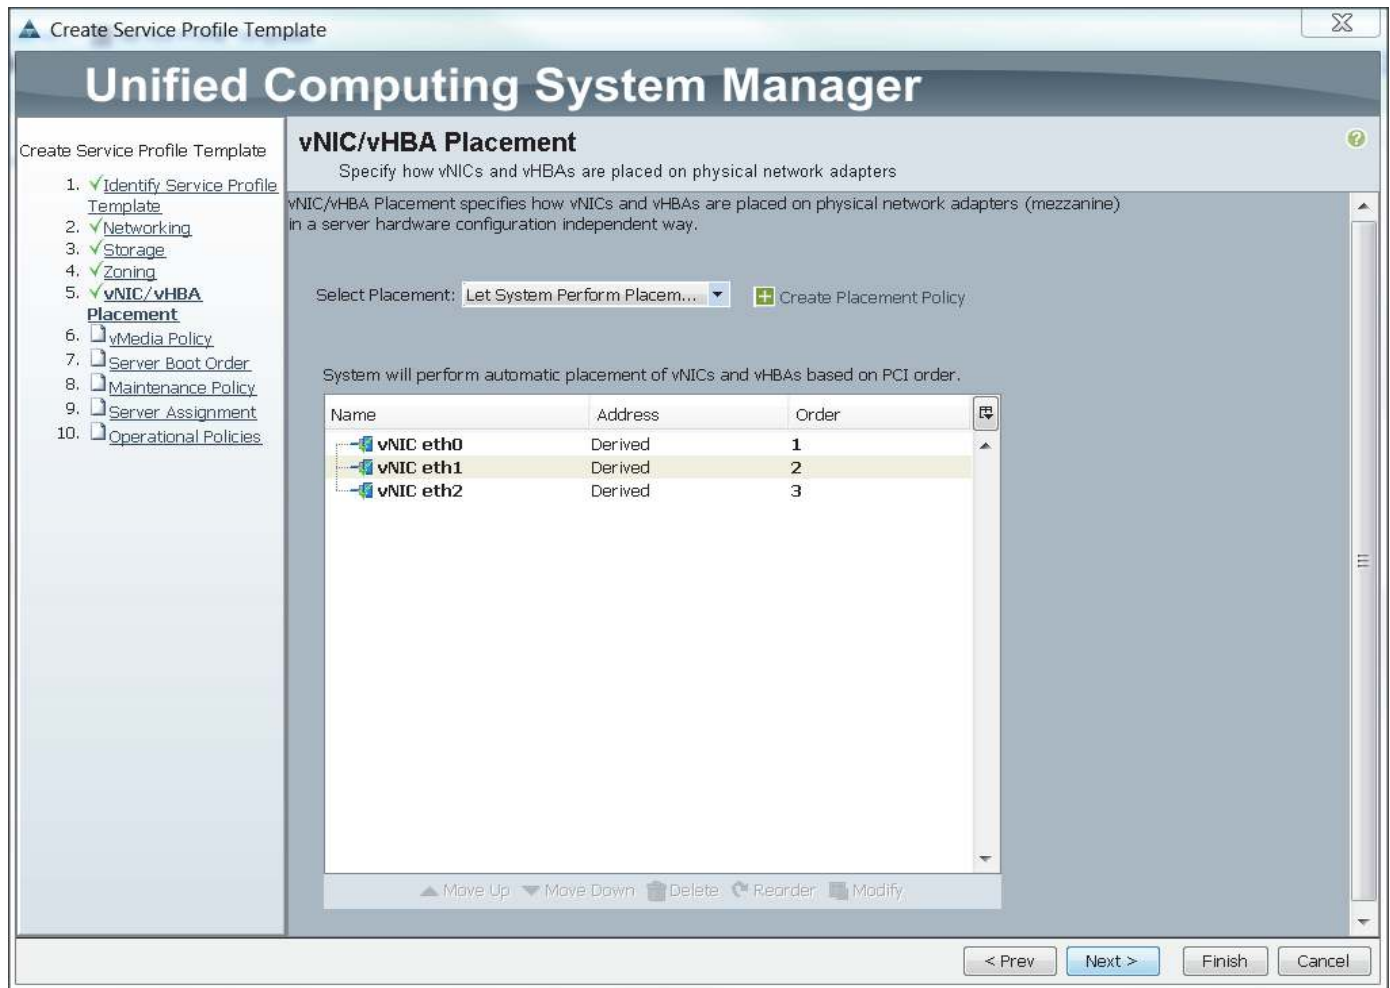 Create Service Profile Template
Unified Computing System Manager
Create Service Profile Template
1. Identify Service Profile
Template
2. Networking
3. Storage
4. Zoning
5. vNIC/vHBA
Placement
6. vMedia Policy
7. Server Boot Order
8. Maintenance Policy
9. Server Assignment
10. Operational Policies
vNIC/vHBA Placement
Specify how vNICs and vHBAs are placed on physical network adapters
vNIC/vHBA Placement specifies how vNICs and vHBAs are placed on physical network adapters (mezzanine)
in a server hardware configuration independent way.
Select Placement: Let System Perform Placem... Create Placement Policy
System will perform automatic placement of vNICs and vHBAs based on PCI order.
Name Address Order
vNIC eth0 Derived 1
vNIC eth1 Derived 2
vNIC eth2 Derived 3
Move Up Move Down Delete Reorder Modify
< Prev Next > Finish Cancel